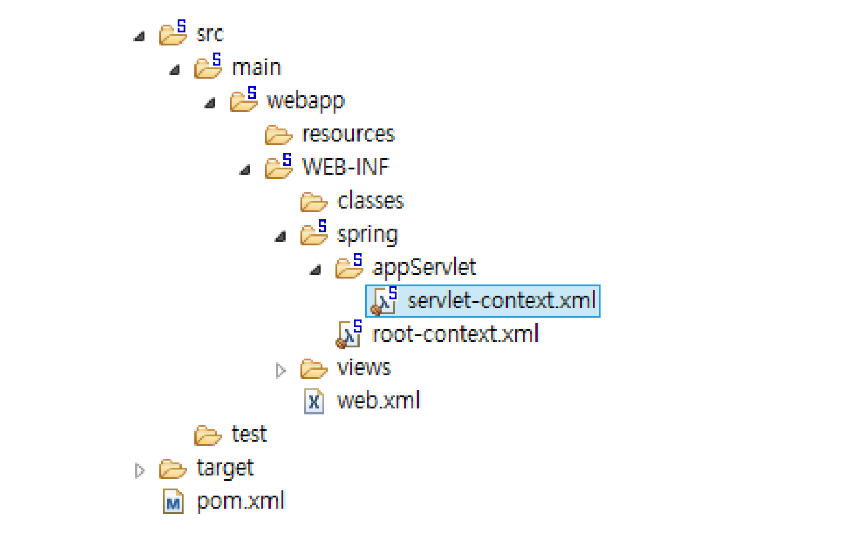 src
main
webapp
resources
WEB-INF
classes
spring
appServlet
servlet-context.xml
root-context.xml
views
web.xml
test
target
pom.xml